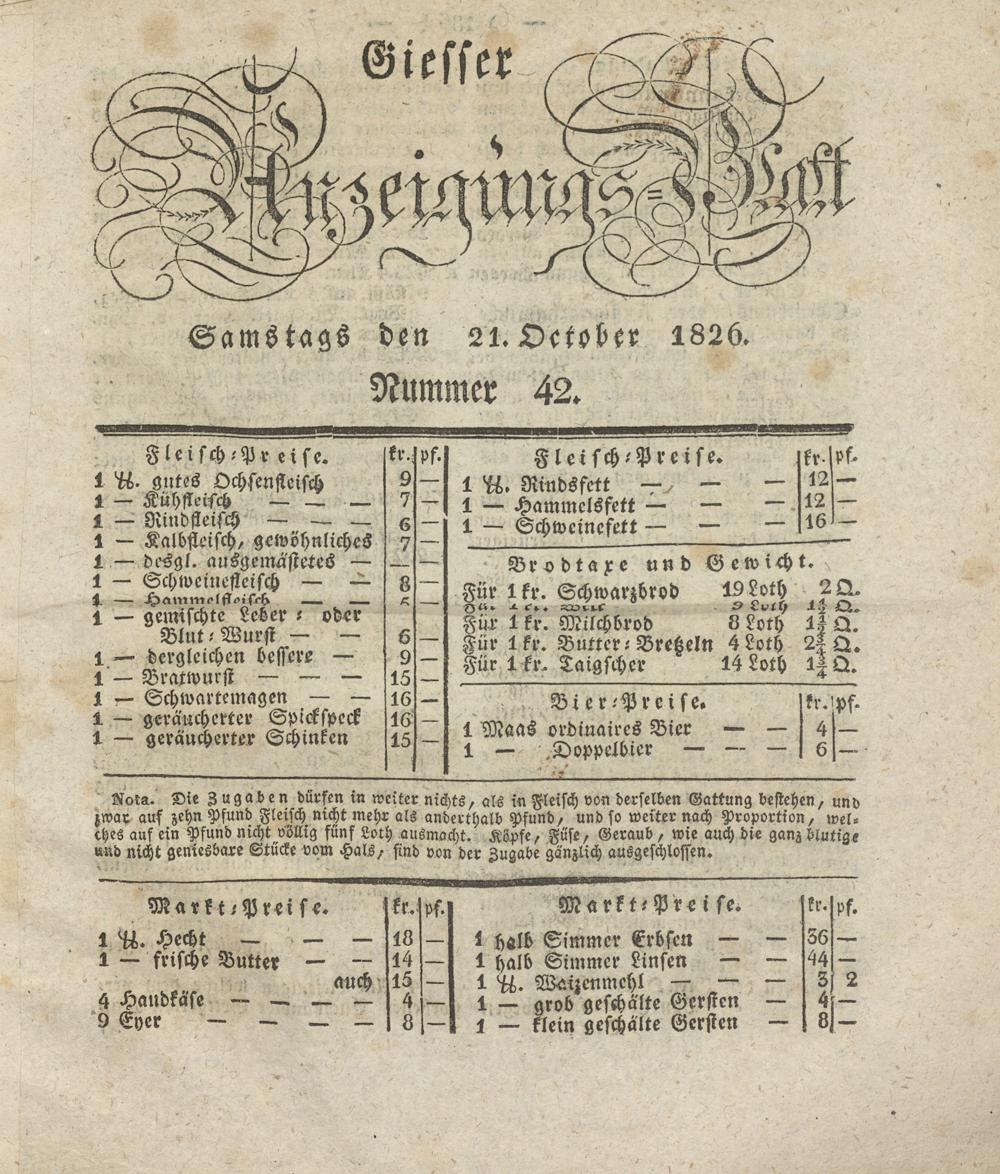 Giesser
Anzeigungs-Blatt
Samstags den 21. October 1826.
Nummer 42.
Fleisch-Preise. kr. pf.
1 ℔. gutes Ochsenfleisch 9 —
1 — Kühfleisch — — — 7 —
1 — Rindfleisch — — — 6 —
1 — Kalbfleisch, gewöhnliches 7 —
1 — desgl. ausgemästetes — — —
1 — Schweinefleisch — — 8 —
1 — Hammelfleisch — — —
1 — gemischte Leber- oder
Blut-Wurst — — 6 —
1 — dergleichen bessere — 9 —
1 — Bratwurst — — — 15 —
1 — Schwartemagen — — 16 —
1 — geräucherter Spickspeck 16 —
1 — geräucherter Schinken 15 —
Fleisch-Preise. kr. pf.
1 ℔. Rindsfett — — — 12 —
1 — Hammelsfett — — 12 —
1 — Schweinefett — — — 16 —
Brodtaxe und Gewicht.
Für 1 kr. Schwarzbrod 19 Loth 2 Q.
Für 1 kr. Loth Q.
Für 1 kr. Milchbrod 8 Loth 1½ Q.
Für 1 kr. Butter-Bretzeln 4 Loth 2¾ Q.
Für 1 kr. Taigscher 14 Loth 1¾ Q.
Bier-Preise. kr. pf.
1 Maas ordinaires Bier — — 4 —
1 — Doppelbier — — — 6 —
Nota. Die Zugaben dürfen in weiter nichts, als in Fleisch von derselben Gattung bestehen, und
zwar auf zehn Pfund Fleisch nicht mehr als anderthalb Pfund, und so weiter nach Proportion, wel-
ches auf ein Pfund nicht völlig fünf Loth ausmacht. Köpfe, Füse, Geraub, wie auch die ganz blutige
und nicht geniesbare Stücke vom Hals, sind von der Zugabe gänzlich ausgeschlossen.
Markt-Preise. kr. pf.
1 ℔. Hecht — — — 18 —
1 — frische Butter — — 14 —
auch 15 —
4 Handkäse — — — — 4 —
9 Eyer — — — — 8 —
Markt-Preise. kr. pf.
1 halb Simmer Erbsen — — 36 —
1 halb Simmer Linsen — — 44 —
1 ℔. Waizenmehl — — — 3 2
1 — grob geschälte Gersten — 4 —
1 — klein geschälte Gersten — 8 —